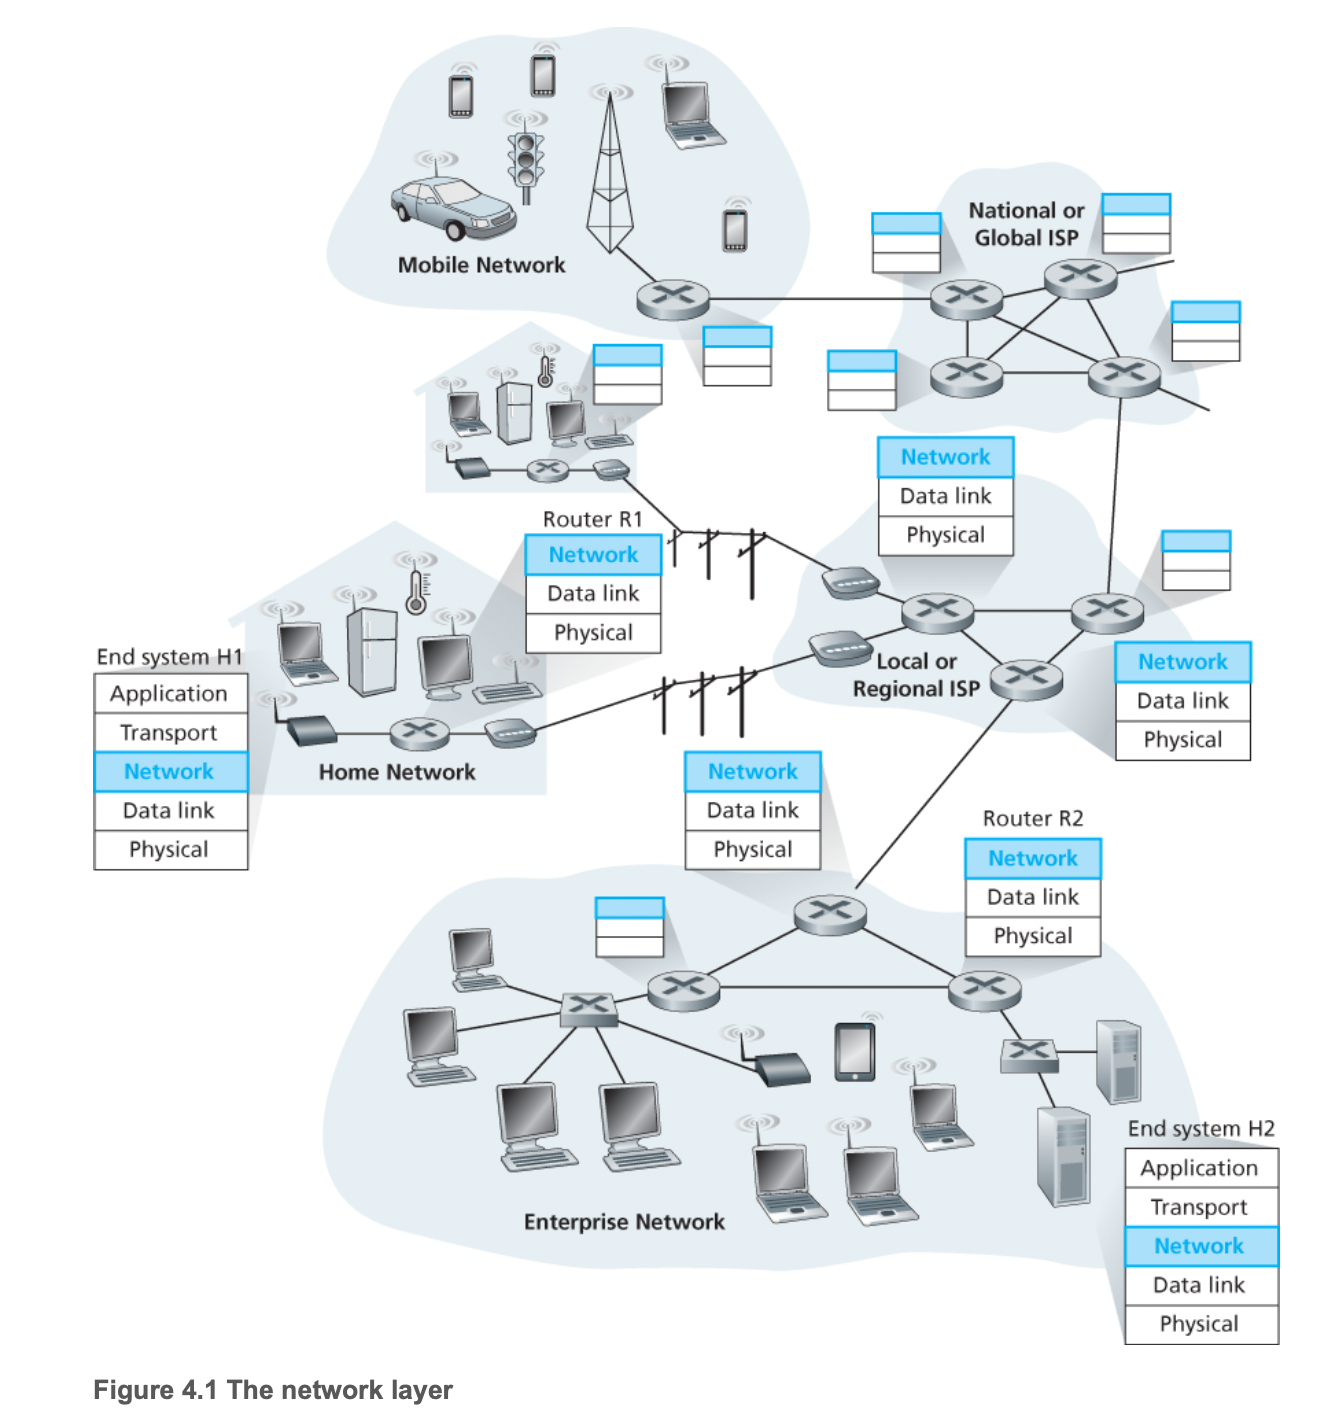 National or
Global ISP
Mobile Network
Network
Data link
Physical
Router R1
Network
Data link
Physical
End system H1
Application
Transport
Network
Data link
Physical
Local or
Regional ISP
Network
Data link
Physical
Home Network
Network
Data link
Physical
Router R2
Network
Data link
Physical
End system H2
Application
Transport
Network
Data link
Physical
Enterprise Network
Figure 4.1 The network layer